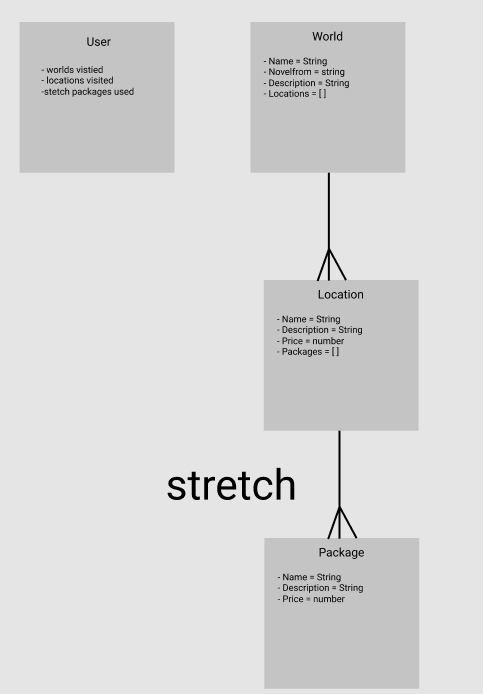 User
- worlds vistied
- locations visited
-stetch packages used
World
- Name = String
- Novelfrom = string
- Description = String
- Locations = [ ]
Location
- Name = String
- Description = String
- Price = number
- Packages = [ ]
stretch
Package
- Name = String
- Description = String
- Price = number